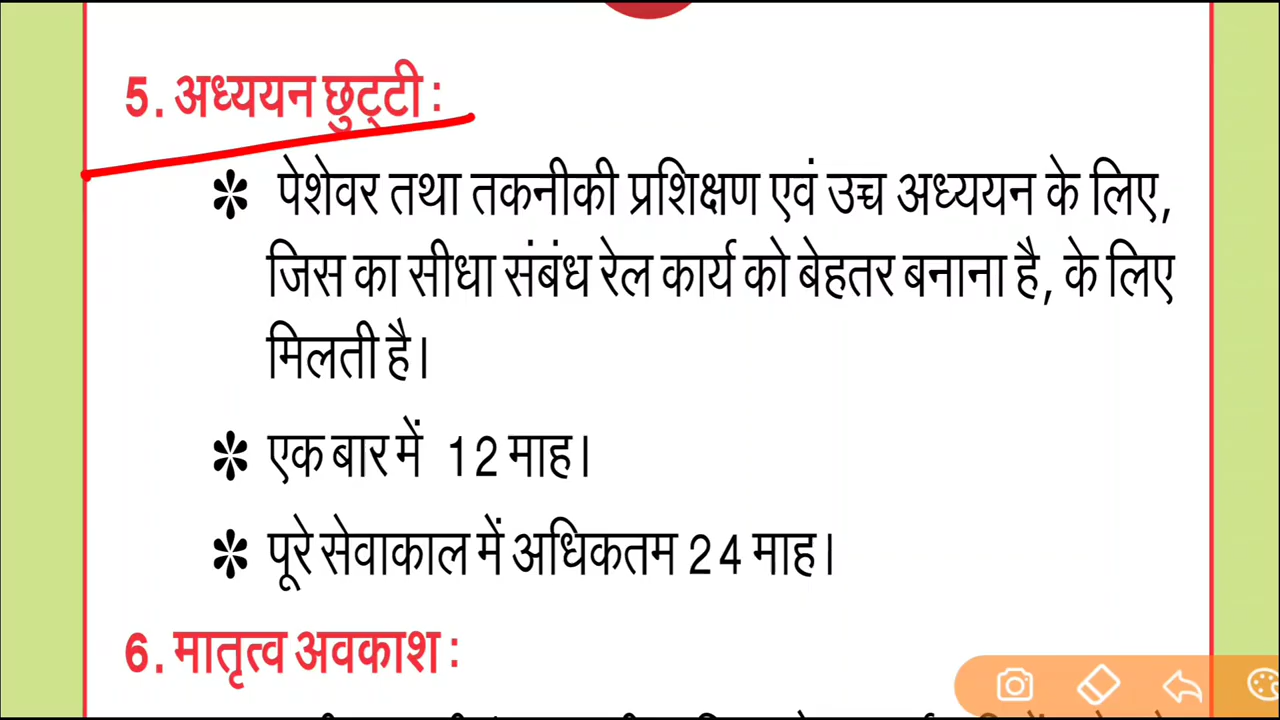 5. अध्ययन छुट्टी :
* पेशेवर तथा तकनीकी प्रशिक्षण एवं उच्च अध्ययन के लिए,
जिस का सीधा संबंध रेल कार्य को बेहतर बनाना है, के लिए
मिलती है।
* एक बार में 12 माह।
* पूरे सेवाकाल में अधिकतम 24 माह।
6. मातृत्व अवकाश :